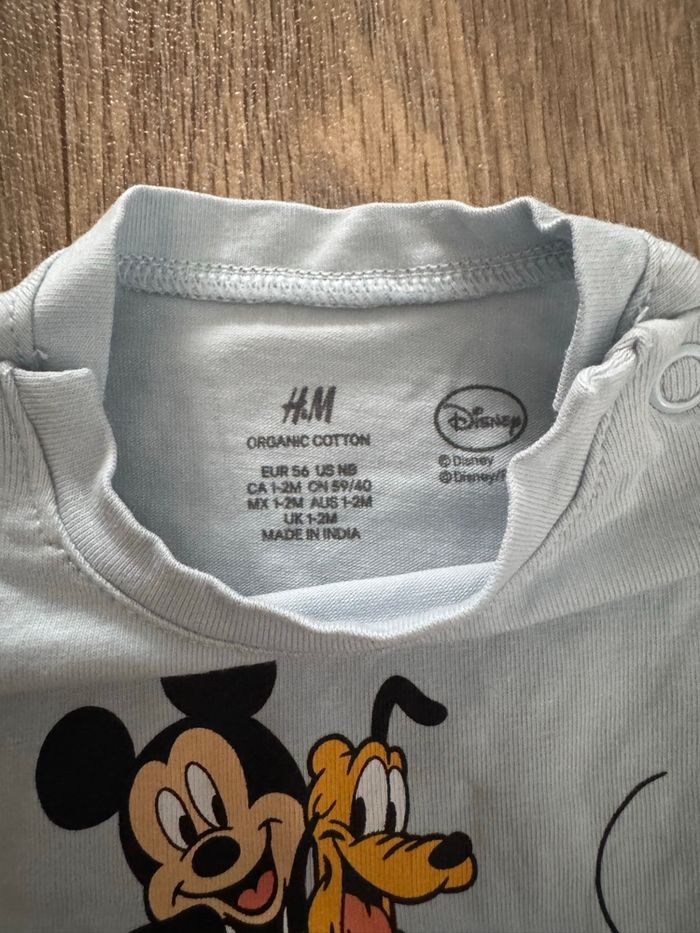 H&M
ORGANIC COTTON
EUR 56 US NB
CA 1-2M CN 59/40
MX 1-2M AUS 1-2M
UK 1-2M
MADE IN INDIA
Disney
© Disney
© Disney/